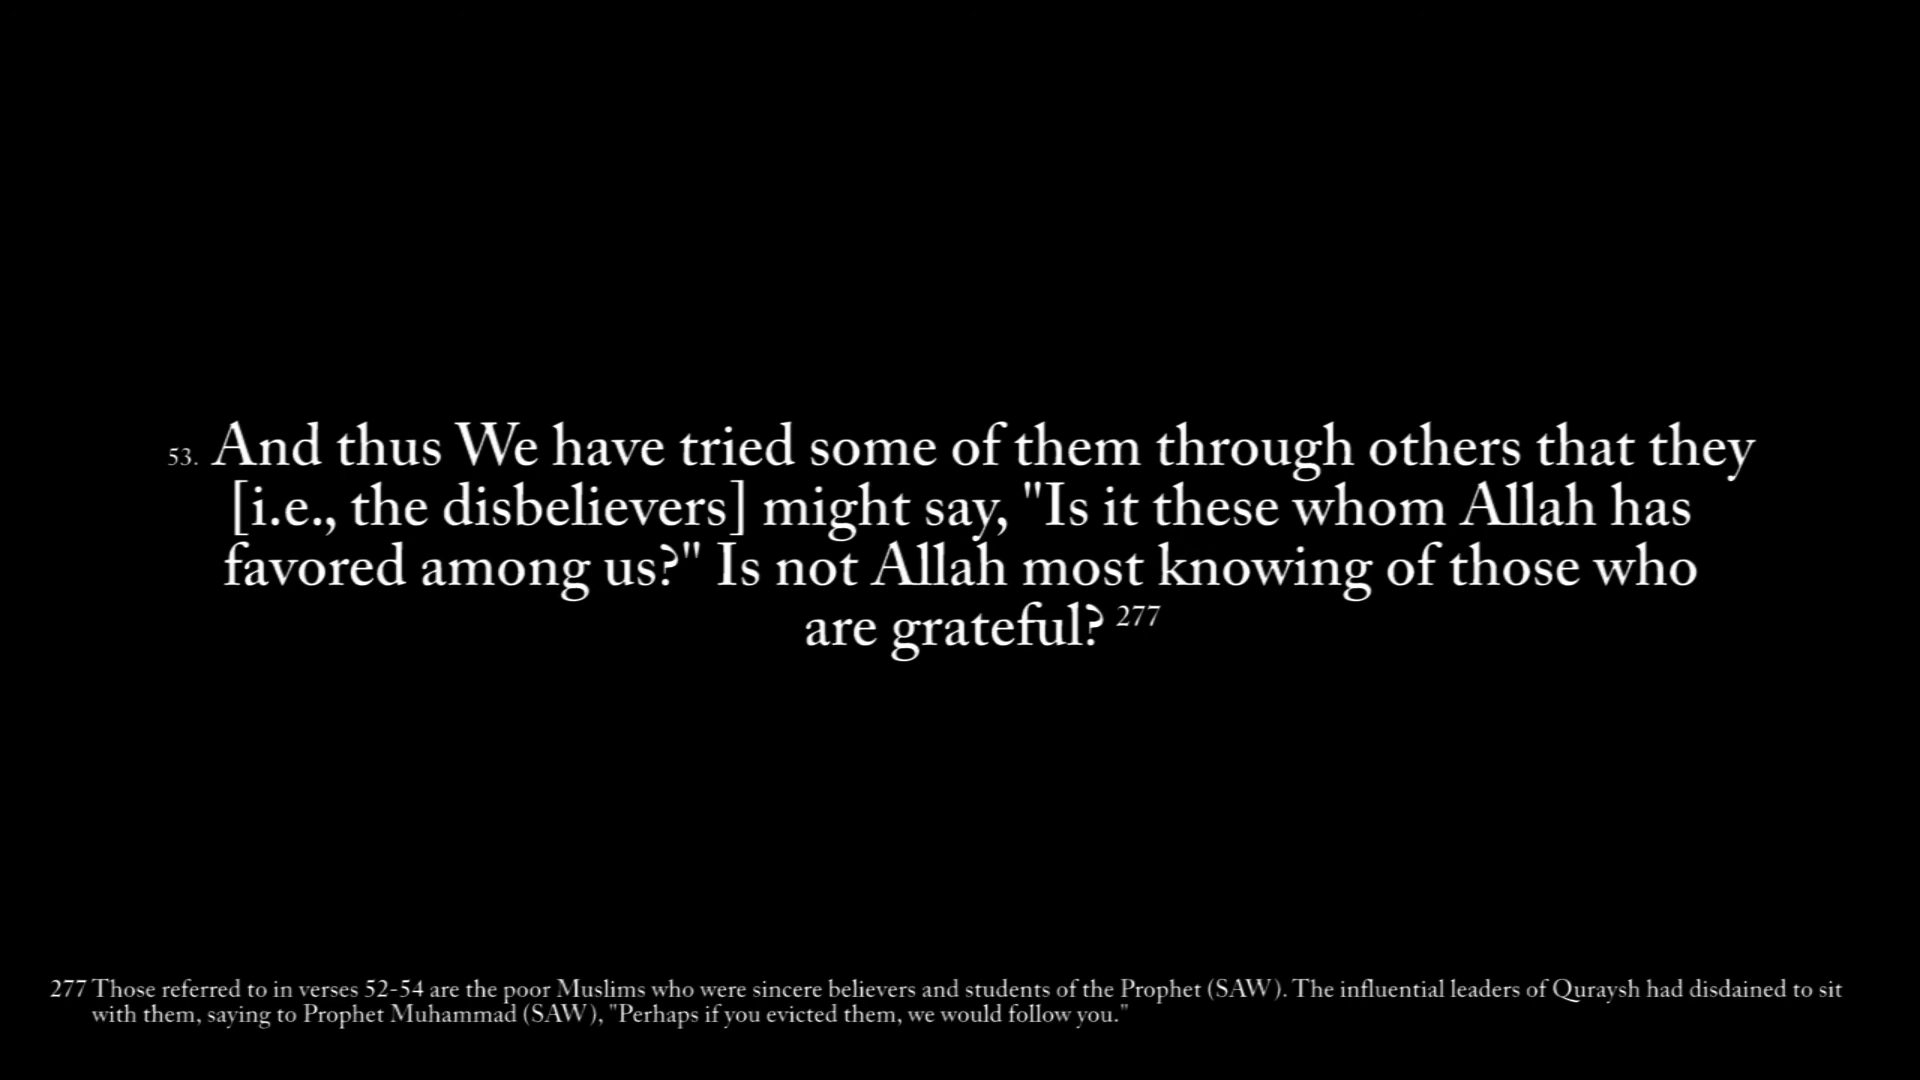 53. And thus We have tried some of them through others that they
[i.e., the disbelievers] might say, "Is it these whom Allah has
favored among us?" Is not Allah most knowing of those who
are grateful? 277
277 Those referred to in verses 52-54 are the poor Muslims who were sincere believers and students of the Prophet (SAW). The influential leaders of Quraysh had disdained to sit
with them, saying to Prophet Muhammad (SAW), "Perhaps if you evicted them, we would follow you."